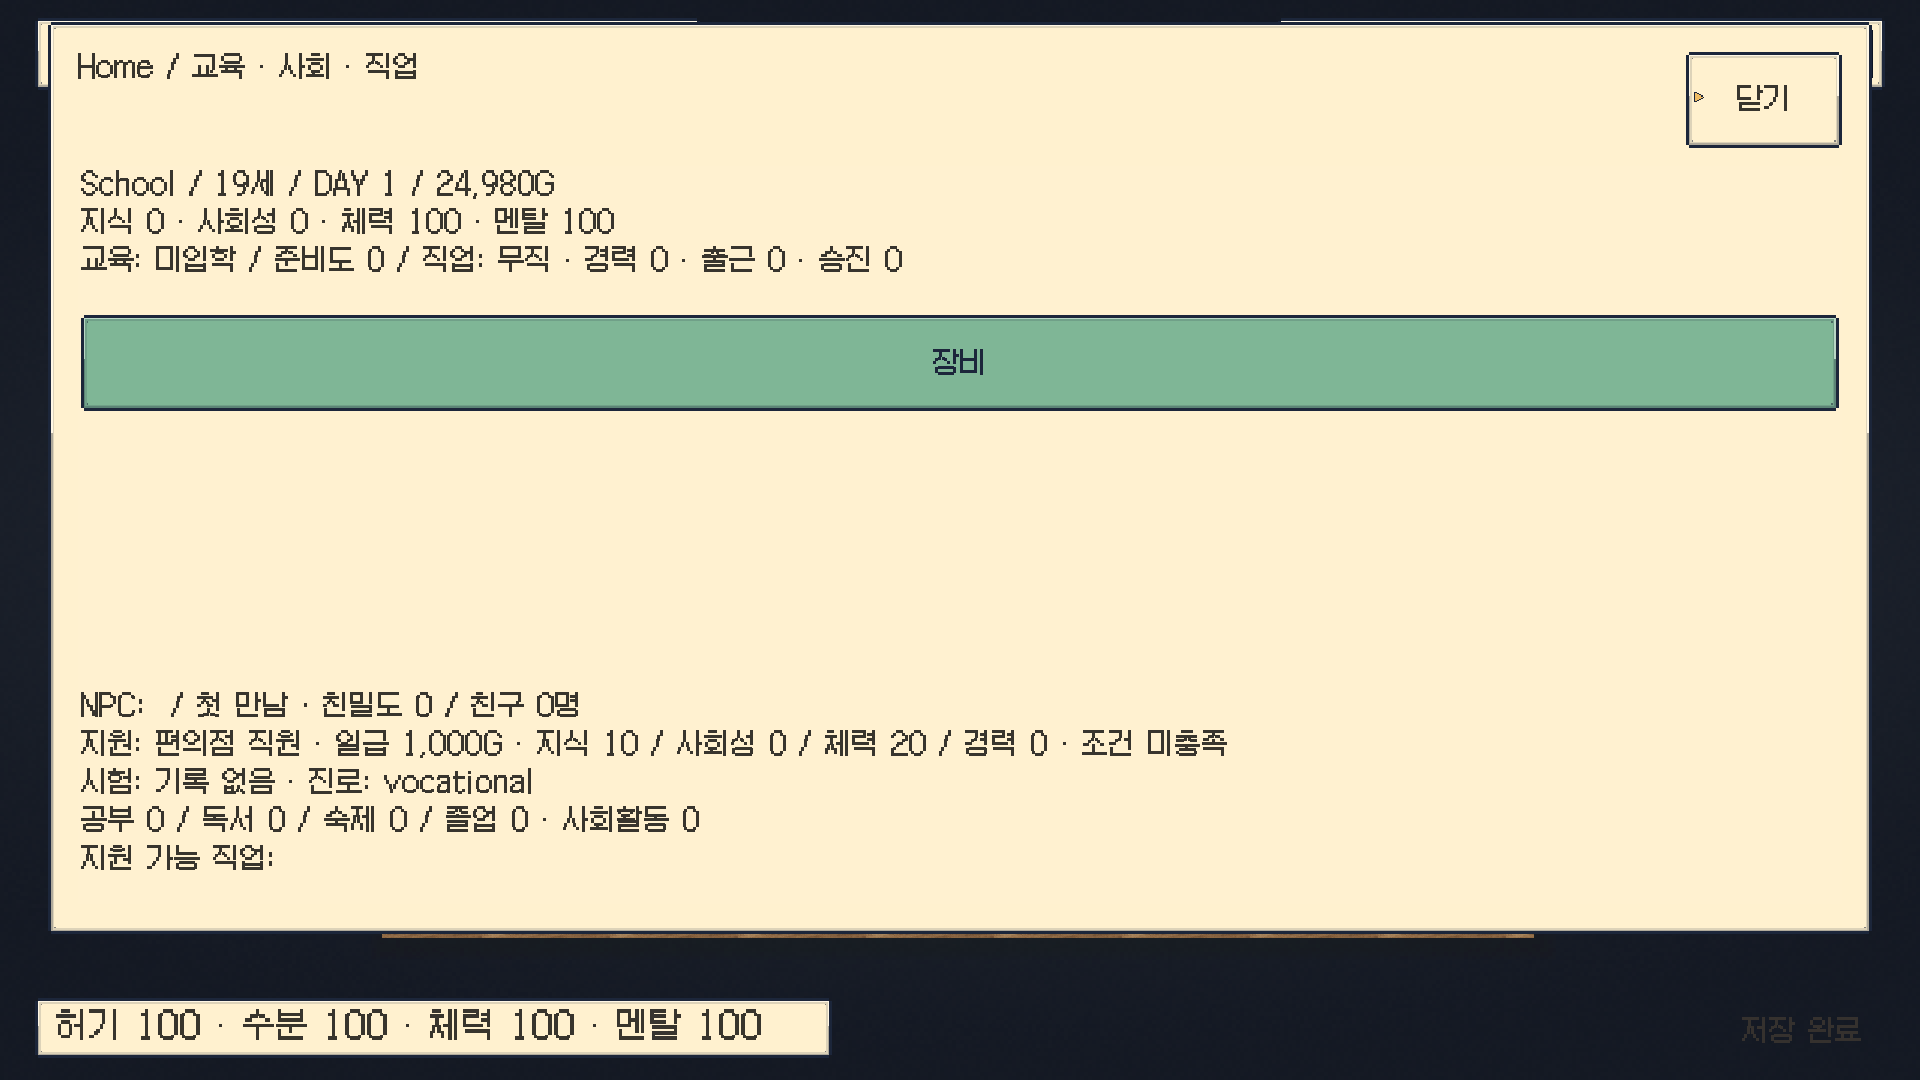 Home / 교육 · 사회 · 직업
닫기
School / 19세 / DAY 1 / 24,980G
지식 0 · 사회성 0 · 체력 100 · 멘탈 100
교육: 미입학 / 준비도 0 / 직업: 무직 · 경력 0 · 출근 0 · 승진 0
장비
NPC:  / 첫 만남 · 친밀도 0 / 친구 0명
지원: 편의점 직원 · 일급 1,000G · 지식 10 / 사회성 0 / 체력 20 / 경력 0 · 조건 미충족
시험: 기록 없음 · 진로: vocational
공부 0 / 독서 0 / 숙제 0 / 졸업 0 · 사회활동 0
지원 가능 직업:
허기 100 · 수분 100 · 체력 100 · 멘탈 100
저장 완료